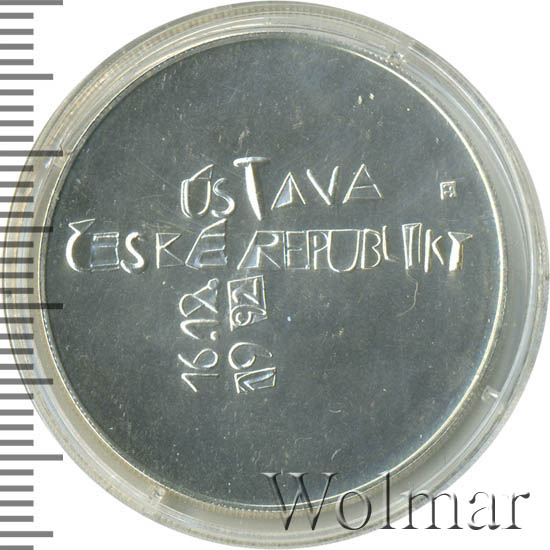 ÚSTAVA
ČESKÉ REPUBLIKY
16.12.
1992
Wolmar